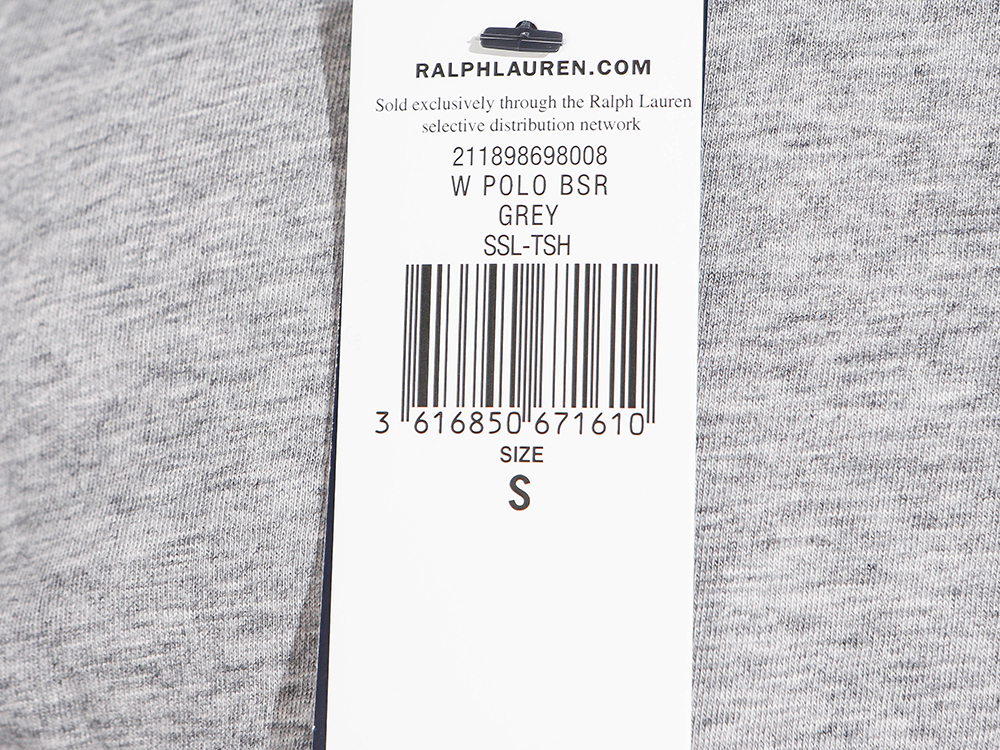 RALPHLAUREN.COM
Sold exclusively through the Ralph Lauren
selective distribution network
211898698008
W POLO BSR
GREY
SSL-TSH
3 616850 671610
SIZE
S